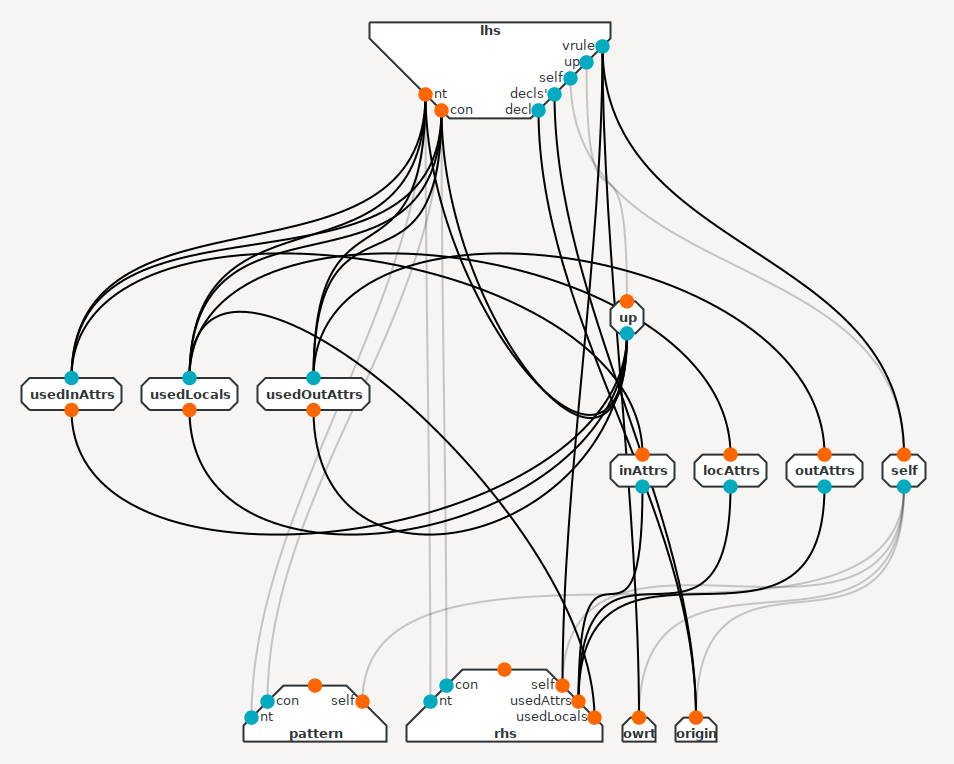 lhs
vrule
up
self
nt
decls'
con
decl
up
usedInAttrs
usedLocals
usedOutAttrs
inAttrs
locAttrs
outAttrs
self
con
self
nt
pattern
con
self
nt
usedAttrs
usedLocals
rhs
owrt
origin